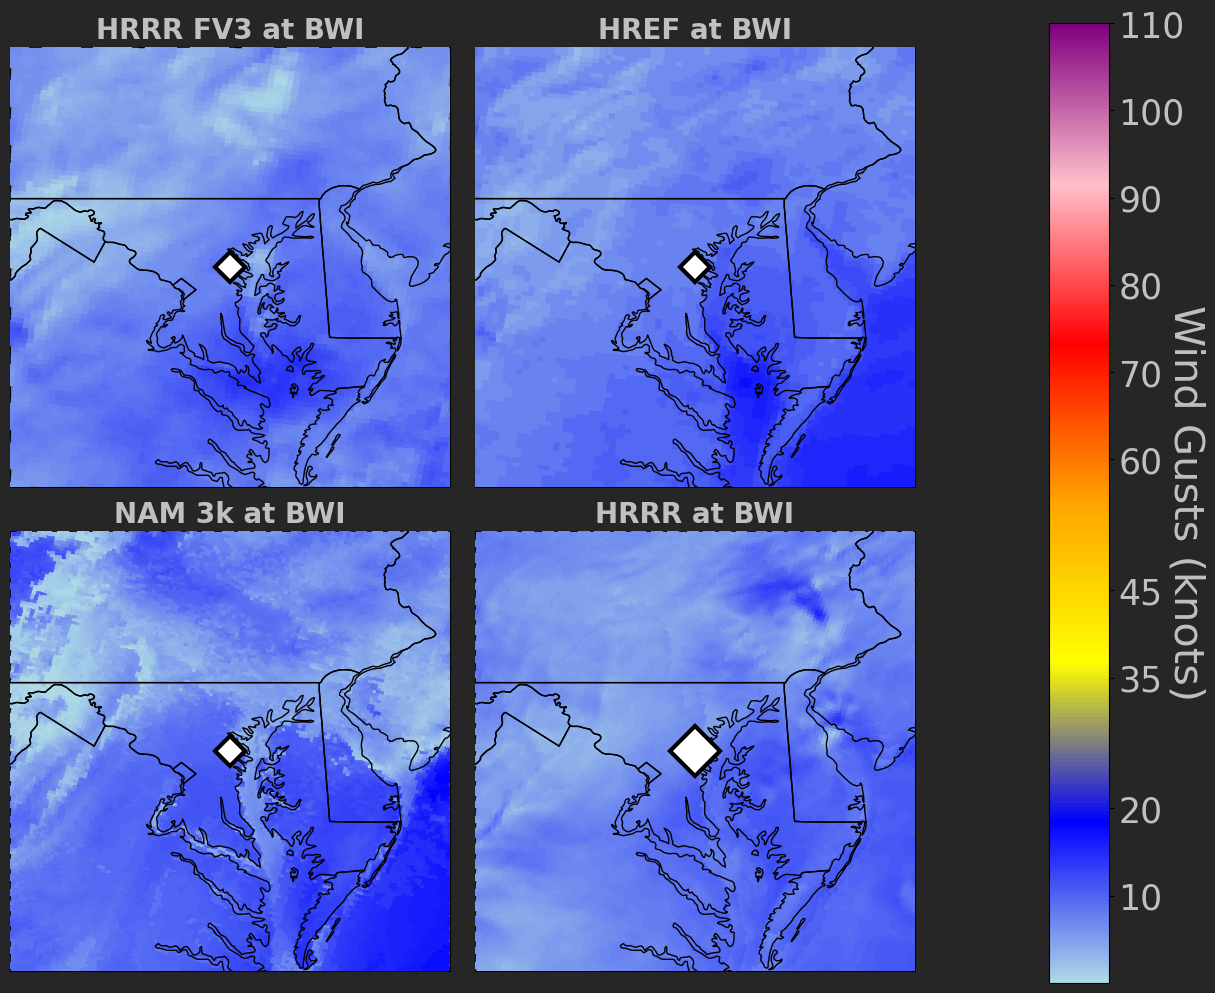 HRRR FV3 at BWI
HREF at BWI
NAM 3k at BWI
HRRR at BWI
110
100
90
80
70
60
45
35
20
10
Wind Gusts (knots)